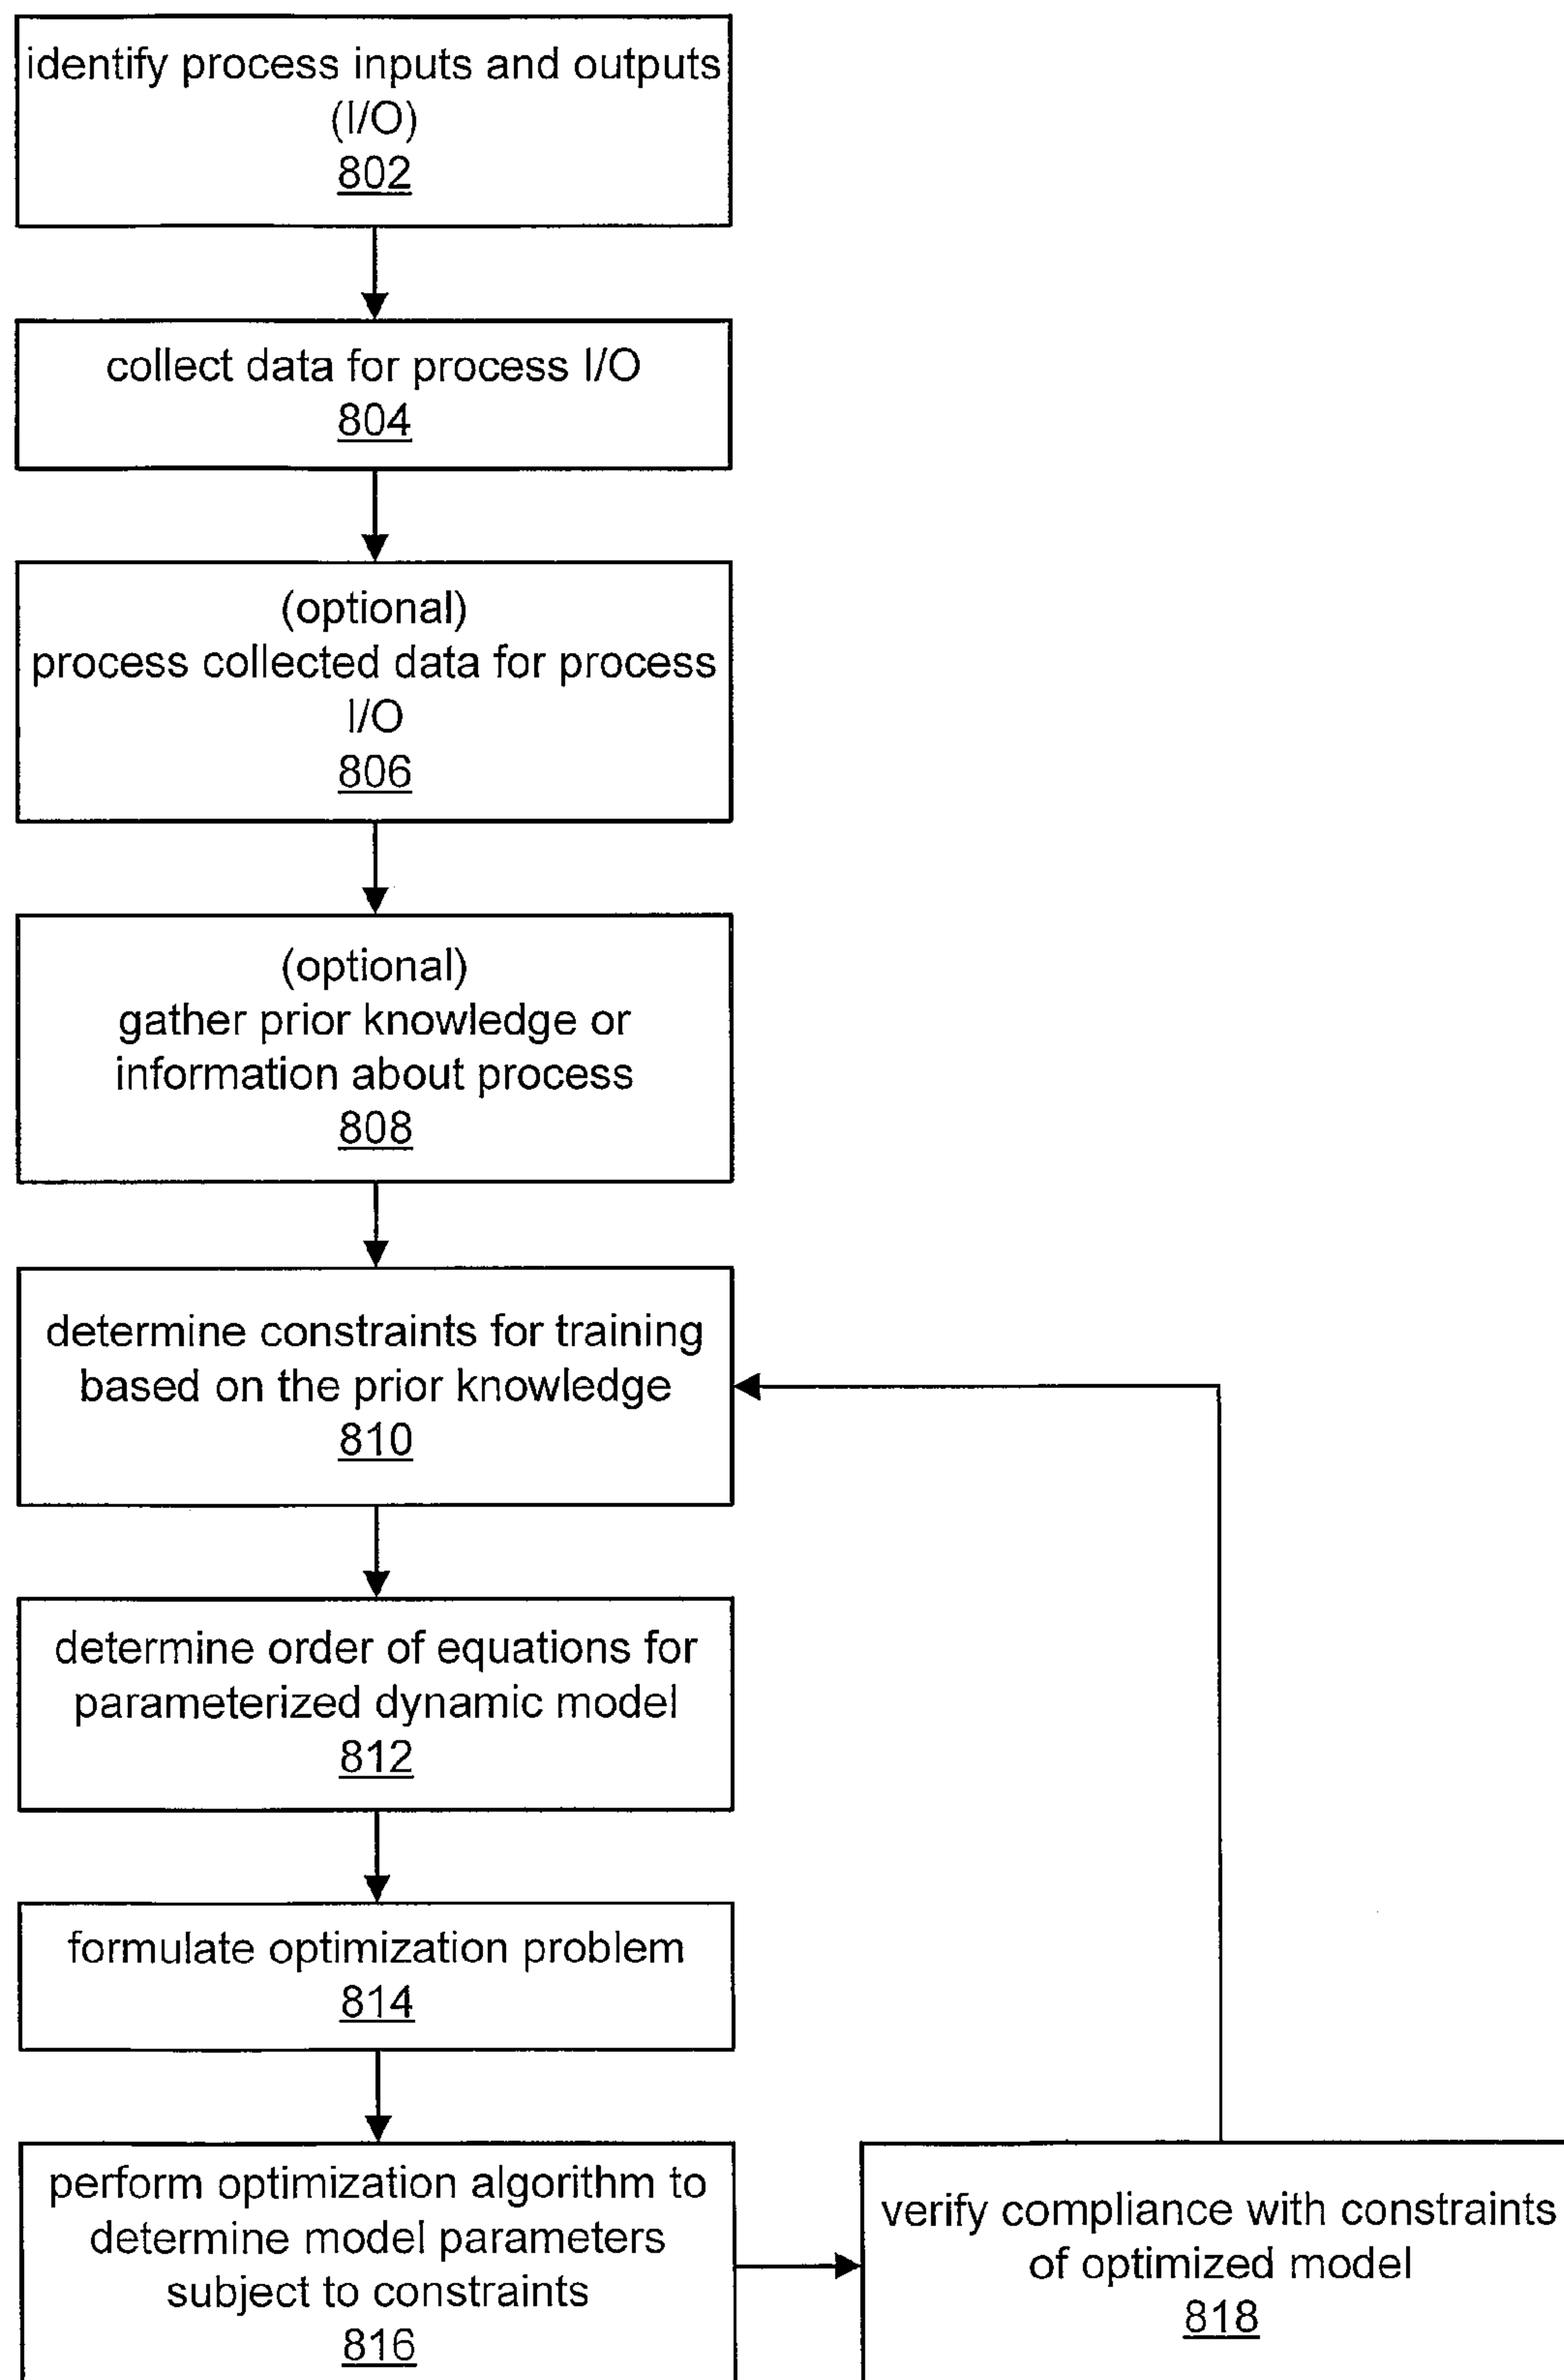 identify process inputs and outputs
(I/O)
802
collect data for process I/O
804
(optional)
process collected data for process
I/O
806
(optional)
gather prior knowledge or
information about process
808
determine constraints for training
based on the prior knowledge
810
determine order of equations for
parameterized dynamic model
812
formulate optimization problem
814
perform optimization algorithm to
determine model parameters
subject to constraints
816
verify compliance with constraints
of optimized model
818